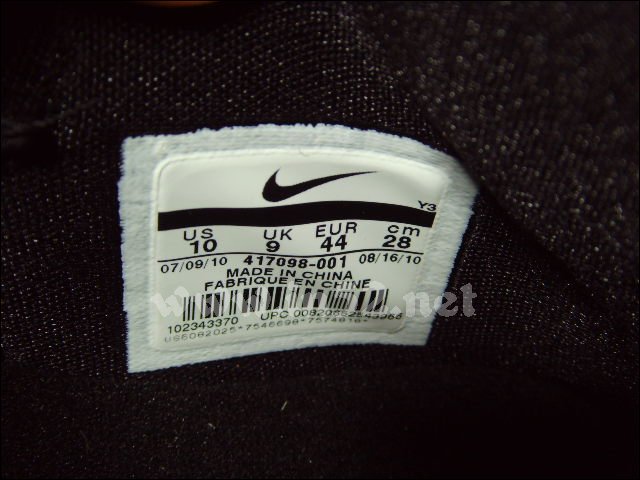 Y3
US UK EUR cm
10 9 44 28
07/09/10 417098-001 08/16/10
MADE IN CHINA
FABRIQUE EN CHINE
102343370 UPC